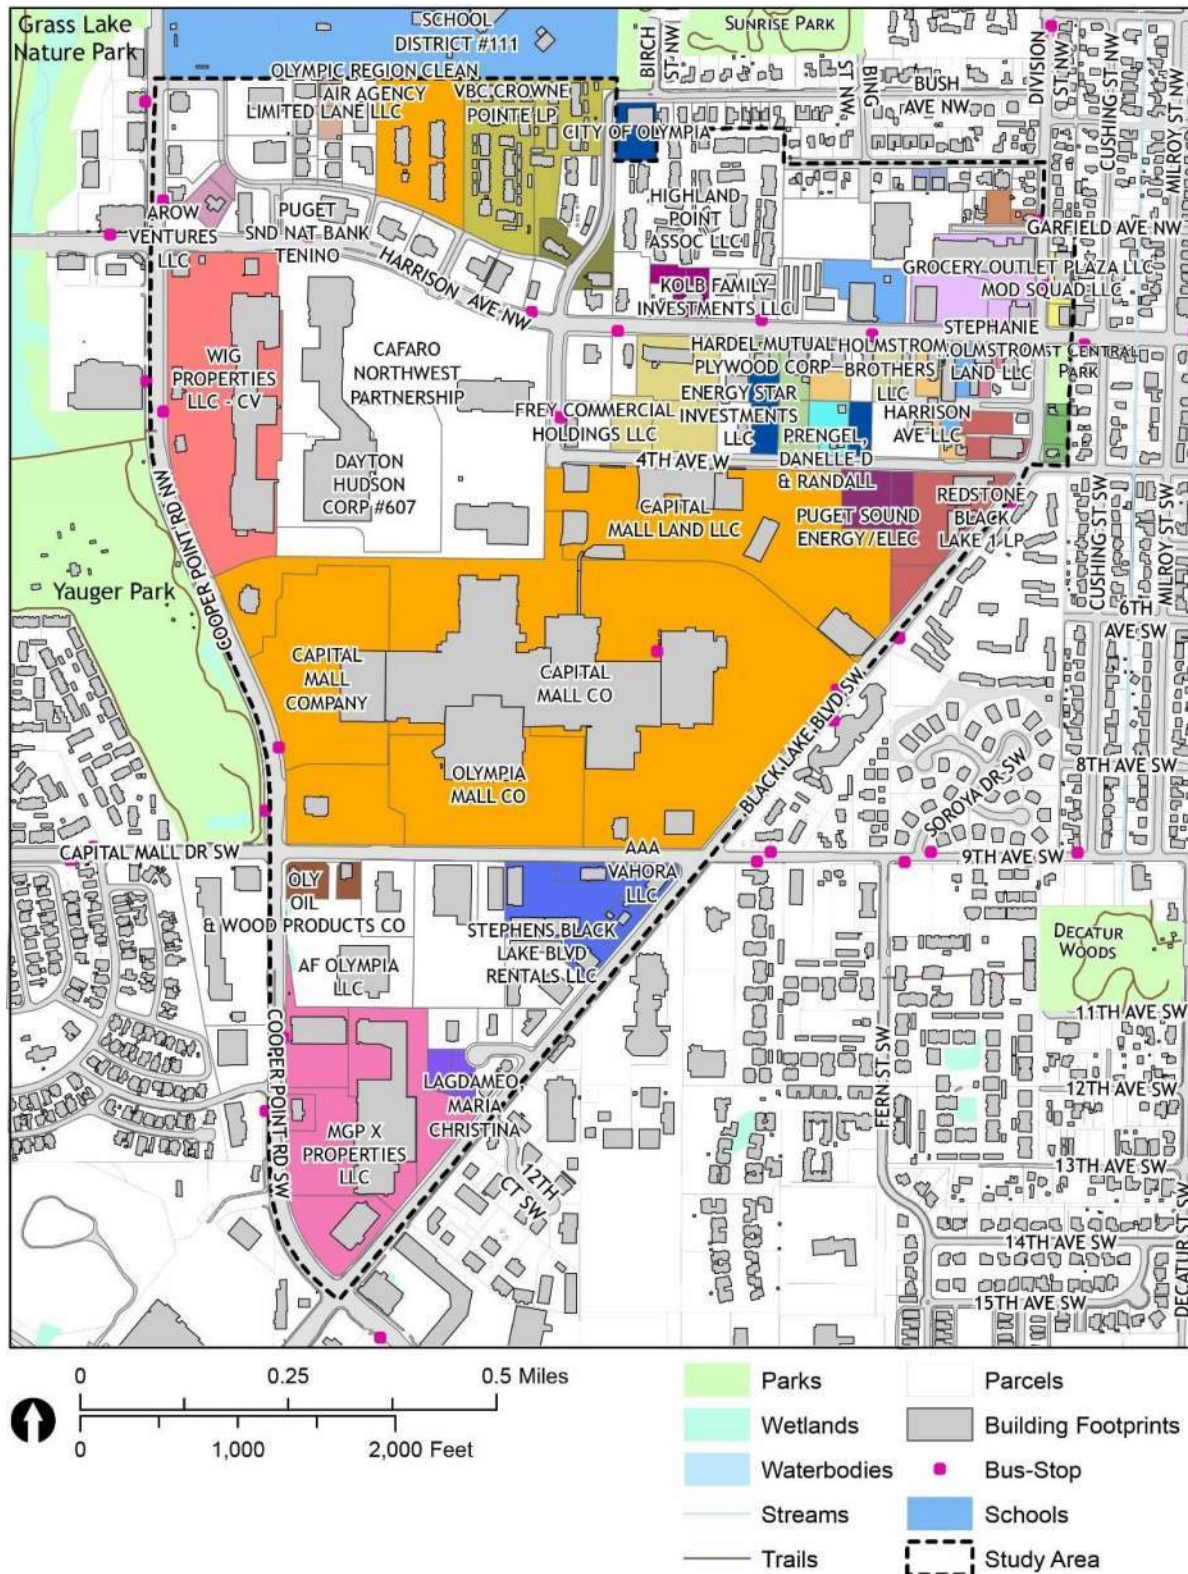 Grass Lake
Nature Park
SCHOOL
DISTRICT #111
BIRCH
ST NW
SUNRISE PARK
ST NW
BING
BUSH
AVE NW
DIVISION
ST NW
CUSHING ST NW
MILROY ST NW
OLYMPIC REGION CLEAN
AIR AGENCY
LIMITED LANE LLC
VBC CROWNE
POINTE LP
CITY OF OLYMPIA
AROW
VENTURES
LLC
PUGET
SND NAT BANK
TENINO
HARRISON AVE NW
HIGHLAND
POINT
ASSOC LLC
GARFIELD AVE NW
GROCERY OUTLET PLAZA LLC
MOD SQUAD LLC
KOLB FAMILY
INVESTMENTS LLC
WIG
PROPERTIES
LLC - CV
CAFARO
NORTHWEST
PARTNERSHIP
HARDEL MUTUAL
PLYWOOD CORP
HOLMSTROM
BROTHERS
LLC
STEPHANIE
HOLMSTROM
LAND LLC
ST CENTRAL
PARK
ENERGY STAR
INVESTMENTS
LLC
HARRISON
AVE LLC
FREY COMMERCIAL
HOLDINGS LLC
PRENGEL,
DANELLE D
& RANDALL
4TH AVE W
DAYTON
HUDSON
CORP #607
CAPITAL
MALL LAND LLC
PUGET SOUND
ENERGY/ELEC
REDSTONE
BLACK
LAKE 1 LP
CUSHING ST SW
MILROY ST SW
COOPER POINT RD NW
Yauger Park
6TH
AVE SW
CAPITAL
MALL
COMPANY
CAPITAL
MALL CO
BLACK LAKE BLVD SW
OLYMPIA
MALL CO
SOROYA DR SW
8TH AVE SW
CAPITAL MALL DR SW
AAA
VAHORA
LLC
9TH AVE SW
OLY
OIL
& WOOD PRODUCTS CO
STEPHENS BLACK
LAKE BLVD
RENTALS LLC
DECATUR
WOODS
AF OLYMPIA
LLC
11TH AVE SW
COOPER POINT RD SW
LAGDAMEO
MARIA
CHRISTINA
FERN ST SW
12TH AVE SW
MGP X
PROPERTIES
LLC
12TH
CT SW
13TH AVE SW
DECATUR ST SW
14TH AVE SW
15TH AVE SW
0 0.25 0.5 Miles
0 1,000 2,000 Feet
Parks
Wetlands
Waterbodies
Streams
Trails
Parcels
Building Footprints
Bus-Stop
Schools
Study Area